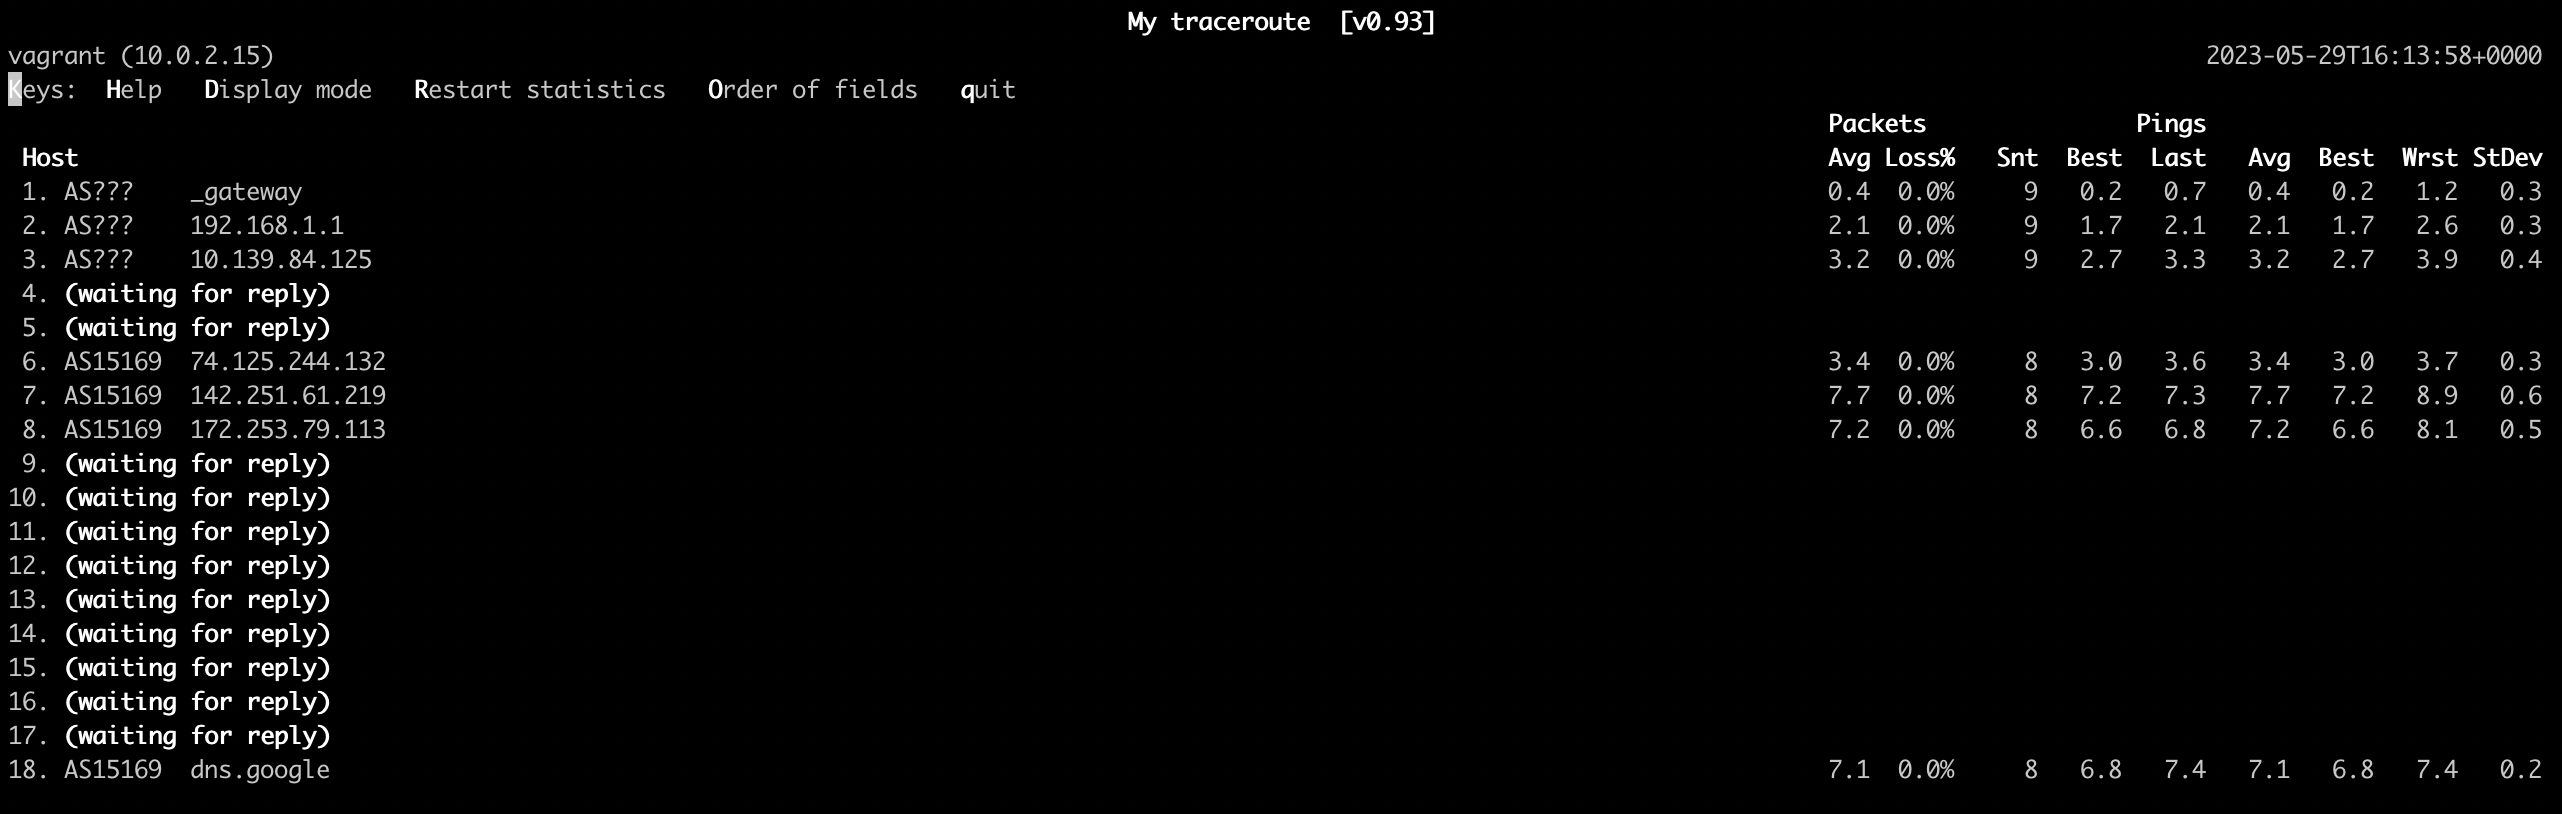 My traceroute  [v0.93]
vagrant (10.0.2.15) 2023-05-29T16:13:58+0000
Keys:  Help   Display mode   Restart statistics   Order of fields   quit
Packets Pings
Host Avg Loss% Snt Best Last Avg Best Wrst StDev
1. AS??? _gateway 0.4 0.0% 9 0.2 0.7 0.4 0.2 1.2 0.3
2. AS??? 192.168.1.1 2.1 0.0% 9 1.7 2.1 2.1 1.7 2.6 0.3
3. AS??? 10.139.84.125 3.2 0.0% 9 2.7 3.3 3.2 2.7 3.9 0.4
4. (waiting for reply)
5. (waiting for reply)
6. AS15169 74.125.244.132 3.4 0.0% 8 3.0 3.6 3.4 3.0 3.7 0.3
7. AS15169 142.251.61.219 7.7 0.0% 8 7.2 7.3 7.7 7.2 8.9 0.6
8. AS15169 172.253.79.113 7.2 0.0% 8 6.6 6.8 7.2 6.6 8.1 0.5
9. (waiting for reply)
10. (waiting for reply)
11. (waiting for reply)
12. (waiting for reply)
13. (waiting for reply)
14. (waiting for reply)
15. (waiting for reply)
16. (waiting for reply)
17. (waiting for reply)
18. AS15169 dns.google 7.1 0.0% 8 6.8 7.4 7.1 6.8 7.4 0.2